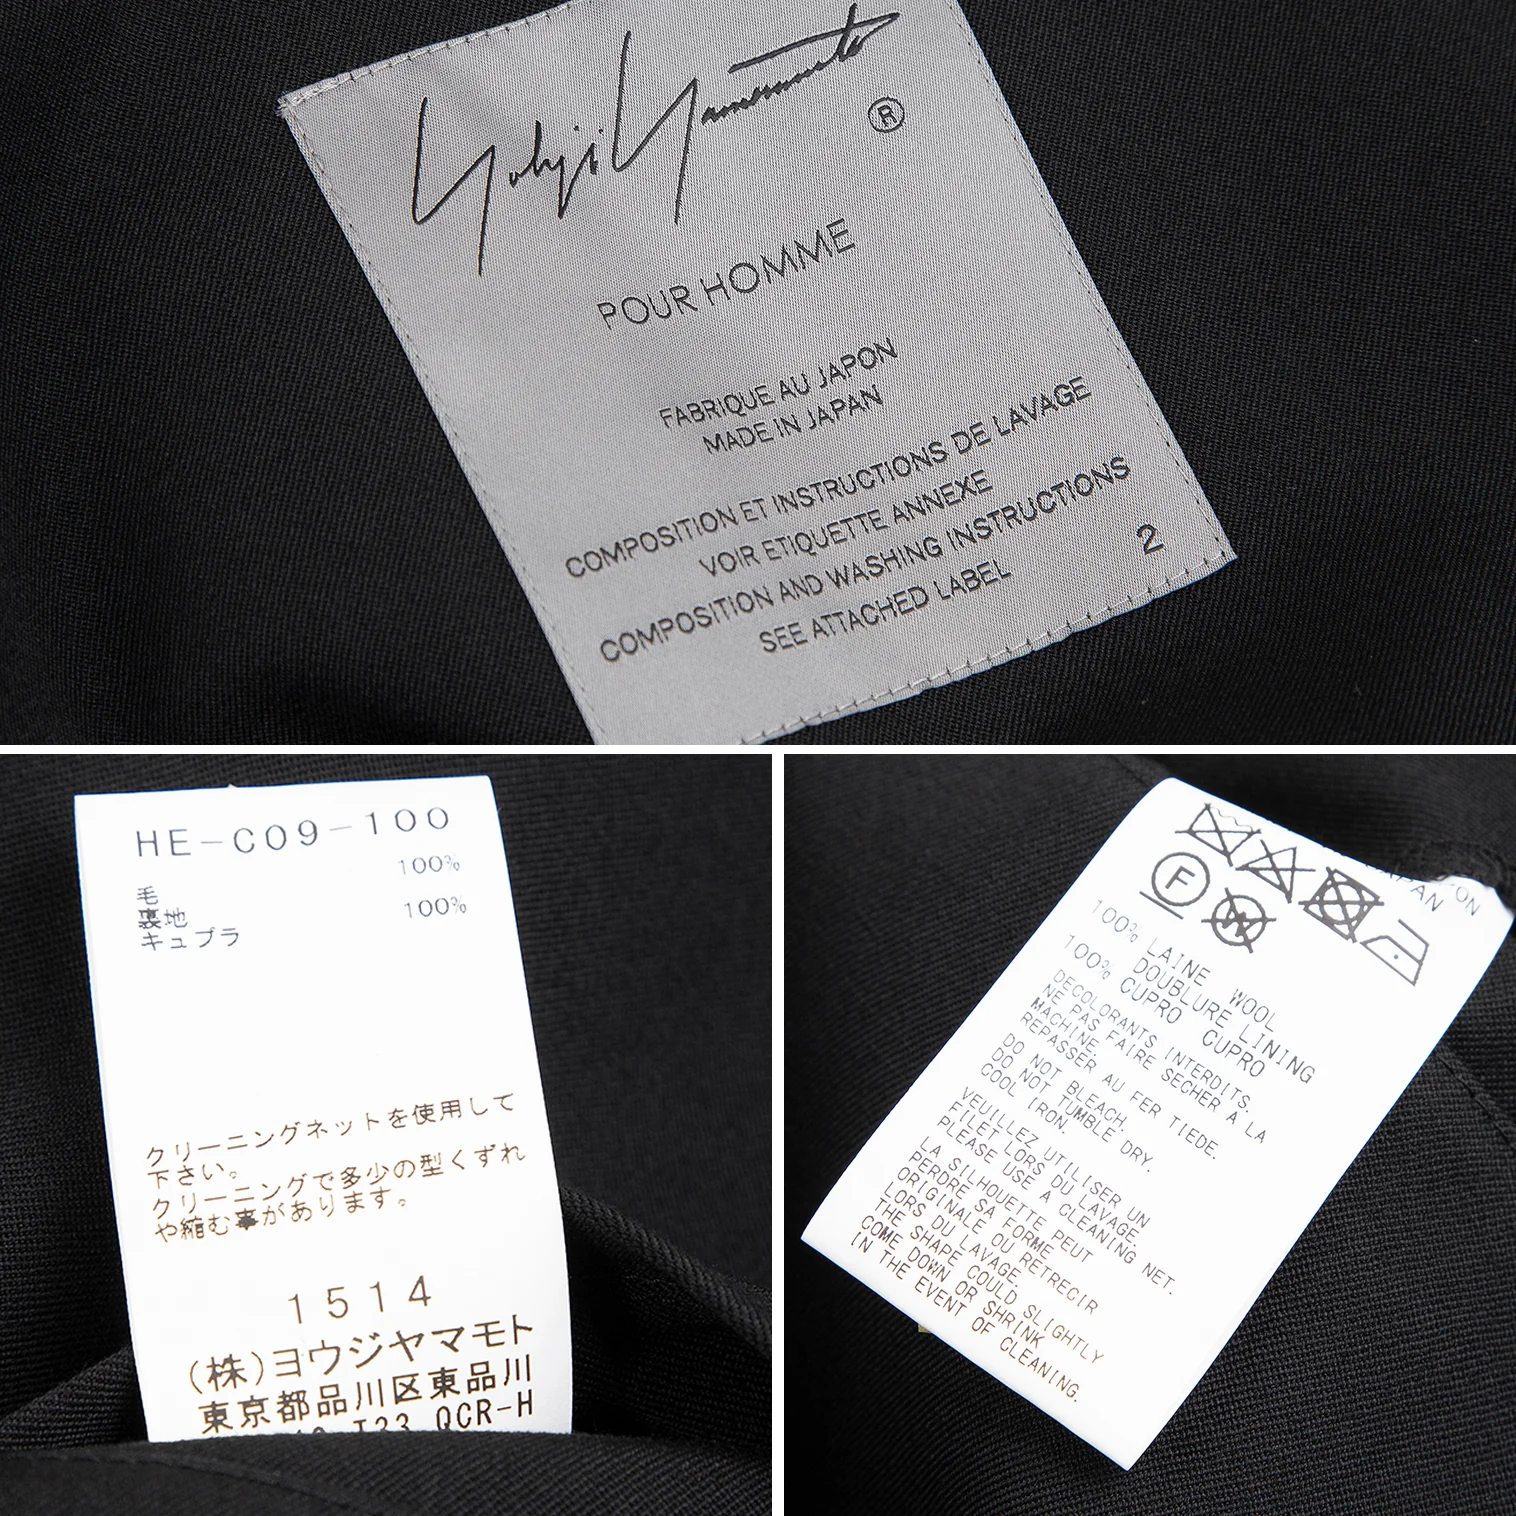 Yohji Yamamoto
®
POUR HOMME
FABRIQUE AU JAPON
MADE IN JAPAN
COMPOSITION ET INSTRUCTIONS DE LAVAGE
VOIR ETIQUETTE ANNEXE
COMPOSITION AND WASHING INSTRUCTIONS
SEE ATTACHED LABEL
2
HE-C09-100
100%
毛
裏地
100%
キュプラ
クリーニングネットを使用して
下さい。
クリーニングで多少の型くずれ
や縮む事があります。
1514
(株)ヨウジヤマモト
東京都品川区東品川
T33 QCR-H
F
W
100% LAINE WOOL
DOUBLURE LINING
100% CUPRO CUPRO
DECOLORANTS INTERDITS.
NE PAS FAIRE SECHER A LA
MACHINE.
REPASSER AU FER TIEDE.
DO NOT BLEACH.
DO NOT TUMBLE DRY.
COOL IRON.
VEUILLEZ UTILISER UN
FILET LORS DU LAVAGE.
PLEASE USE A CLEANING NET.
LA SILHOUETTE PEUT
PERDRE SA FORME
ORIGINALE OU RETRECIR
LORS DU LAVAGE.
THE SHAPE COULD SLIGHTLY
COME DOWN OR SHRINK
IN THE EVENT OF CLEANING.